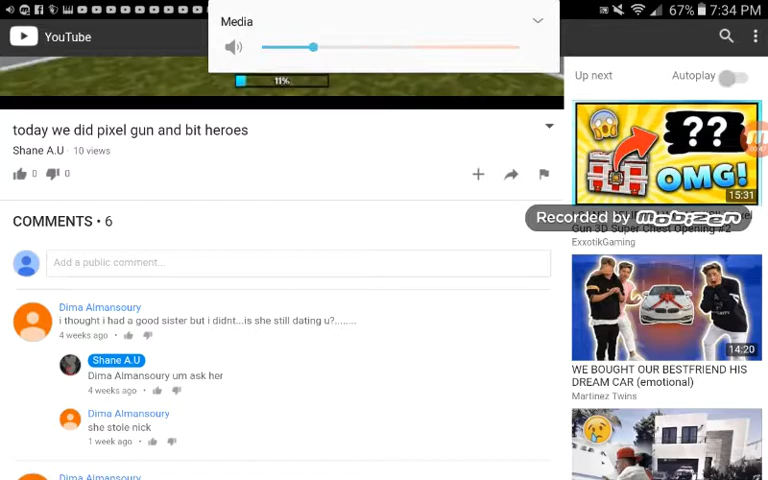 67% 7:34 PM
Media
YouTube
11%
today we did pixel gun and bit heroes
Shane A.U · 10 views
0 0
COMMENTS • 6
Add a public comment...
Dima Almansoury
i thought i had a good sister but i didnt...is she still dating u?........
4 weeks ago
Shane A.U
Dima Almansoury um ask her
4 weeks ago
Dima Almansoury
she stole nick
1 week ago
Dima Almansoury
Up next Autoplay
??
OMG!
15:31
Recorded by Mobizen
Gun 3D Super Chest Opening #2
ExxotikGaming
14:20
WE BOUGHT OUR BESTFRIEND HIS
DREAM CAR (emotional)
Martinez Twins